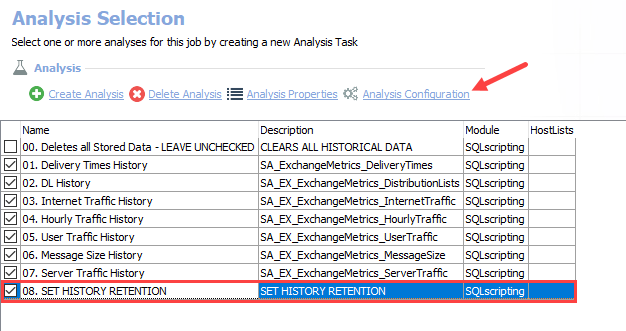 Analysis Selection
Select one or more analyses for this job by creating a new Analysis Task
Analysis
Create Analysis Delete Analysis Analysis Properties Analysis Configuration
Name Description Module HostLists
00. Deletes all Stored Data - LEAVE UNCHECKED CLEARS ALL HISTORICAL DATA SQLscripting
01. Delivery Times History SA_ExchangeMetrics_DeliveryTimes SQLscripting
02. DL History SA_EX_ExchangeMetrics_DistributionLists SQLscripting
03. Internet Traffic History SA_EX_ExchangeMetrics_InternetTraffic SQLscripting
04. Hourly Traffic History SA_EX_ExchangeMetrics_HourlyTraffic SQLscripting
05. User Traffic History SA_EX_ExchangeMetrics_UserTraffic SQLscripting
06. Message Size History SA_EX_ExchangeMetrics_MessageSize SQLscripting
07. Server Traffic History SA_EX_ExchangeMetrics_ServerTraffic SQLscripting
08. SET HISTORY RETENTION SET HISTORY RETENTION SQLscripting